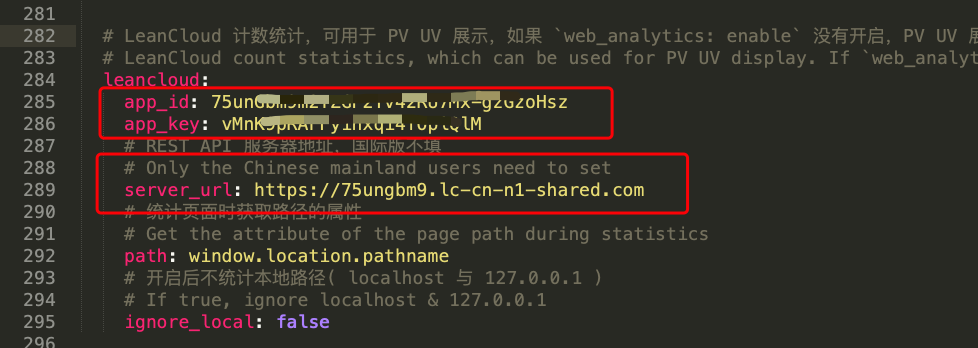 281
282 # LeanCloud 计数统计，可用于 PV UV 展示，如果 `web_analytics: enable` 没有开启，PV UV 展
283 # LeanCloud count statistics, which can be used for PV UV display. If `web_analyt
284 leancloud:
285 app_id:
286 app_key:
287 # REST API 服务器地址，国际版不填
288 # Only the Chinese mainland users need to set
289 server_url: https://75ungbm9.lc-cn-n1-shared.com
290 # 统计页面时获取路径的属性
291 # Get the attribute of the page path during statistics
292 path: window.location.pathname
293 # 开启后不统计本地路径( localhost 与 127.0.0.1 )
294 # If true, ignore localhost & 127.0.0.1
295 ignore_local: false
296